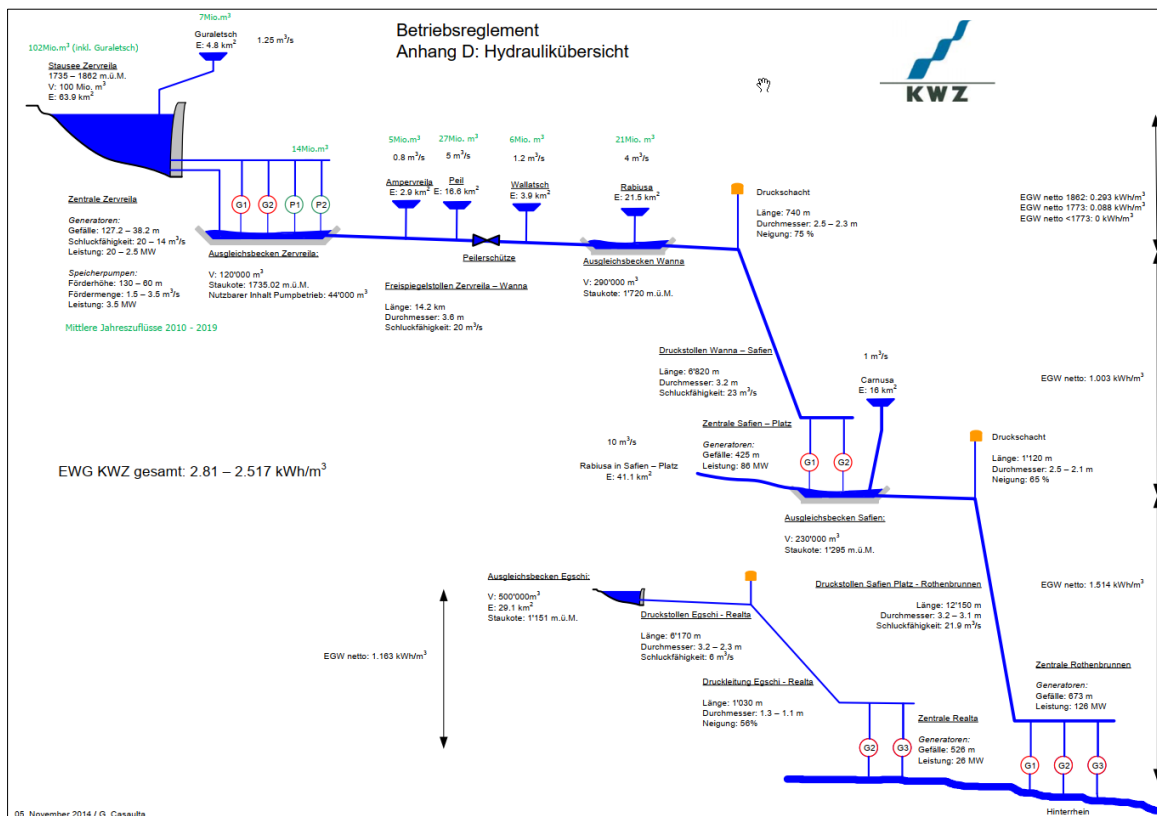 Betriebsreglement
Anhang D: Hydraulikübersicht
KWZ
7Mio.m³
Guraletsch
E: 4.8 km²
1.25 m³/s
102Mio.m³ (inkl. Guraletsch)
Stausee Zervreila
1735 – 1862 m.ü.M.
V: 100 Mio. m³
E: 63.9 km²
14Mio.m³
G1
G2
P1
P2
Zentrale Zervreila
Generatoren:
Gefälle: 127.2 – 38.2 m
Schluckfähigkeit: 20 – 14 m³/s
Leistung: 20 – 2.5 MW
Speicherpumpen:
Förderhöhe: 130 – 60 m
Fördermenge: 1.5 – 3.5 m³/s
Leistung: 3.5 MW
Mittlere Jahreszuflüsse 2010 - 2019
Ausgleichsbecken Zervreila:
V: 120'000 m³
Staukote: 1735.02 m.ü.M.
Nutzbarer Inhalt Pumpbetrieb: 44'000 m³
5Mio.m³
0.8 m³/s
Ampervreila
E: 2.9 km²
27Mio. m³
5 m³/s
Peil
E: 16.6 km²
6Mio. m³
1.2 m³/s
Wallatsch
E: 3.9 km²
21Mio. m³
4 m³/s
Rabiusa
E: 21.5 km²
Peilerschütze
Freispiegelstollen Zervreila – Wanna
Länge: 14.2 km
Durchmesser: 3.6 m
Schluckfähigkeit: 20 m³/s
Ausgleichsbecken Wanna
V: 290'000 m³
Staukote: 1'720 m.ü.M.
Druckschacht
Länge: 740 m
Durchmesser: 2.5 – 2.3 m
Neigung: 75 %
EGW netto 1862: 0.293 kWh/m³
EGW netto 1773: 0.088 kWh/m³
EGW netto <1773: 0 kWh/m³
Druckstollen Wanna – Safien
Länge: 6'820 m
Durchmesser: 3.2 m
Schluckfähigkeit: 23 m³/s
1 m³/s
Carnusa
E: 16 km²
EGW netto: 1.003 kWh/m³
Zentrale Safien – Platz
Generatoren:
Gefälle: 425 m
Leistung: 86 MW
G1
G2
10 m³/s
Rabiusa in Safien – Platz
E: 41.1 km²
EWG KWZ gesamt: 2.81 – 2.517 kWh/m³
Druckschacht
Länge: 1'120 m
Durchmesser: 2.5 – 2.1 m
Neigung: 65 %
Ausgleichsbecken Safien:
V: 230'000 m³
Staukote: 1'295 m.ü.M.
Ausgleichsbecken Egschi:
V: 500'000m³
E: 29.1 km²
Staukote: 1'151 m.ü.M.
Druckstollen Egschi - Realta
Länge: 6'170 m
Durchmesser: 3.2 – 2.3 m
Schluckfähigkeit: 6 m³/s
Druckstollen Safien Platz - Rothenbrunnen
Länge: 12'150 m
Durchmesser: 3.2 – 3.1 m
Schluckfähigkeit: 21.9 m³/s
EGW netto: 1.514 kWh/m³
EGW netto: 1.163 kWh/m³
Druckleitung Egschi - Realta
Länge: 1'030 m
Durchmesser: 1.3 – 1.1 m
Neigung: 56%
Zentrale Rothenbrunnen
Generatoren:
Gefälle: 673 m
Leistung: 126 MW
Zentrale Realta
Generatoren:
Gefälle: 526 m
Leistung: 26 MW
G2
G3
G1
G2
G3
Hinterrhein
05. November 2014 / G. Casaulta